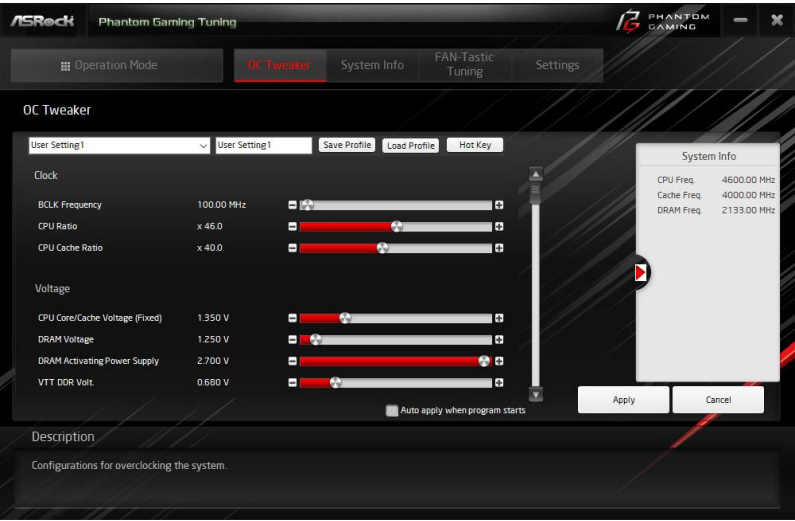 ASRock Phantom Gaming Tuning PHANTOM GAMING
Operation Mode OC Tweaker System Info FAN-Tastic Tuning Settings
OC Tweaker
User Setting1 User Setting1 Save Profile Load Profile Hot Key
Clock
BCLK Frequency 100.00 MHz
CPU Ratio x 46.0
CPU Cache Ratio x 40.0
Voltage
CPU Core/Cache Voltage (Fixed) 1.350 V
DRAM Voltage 1.250 V
DRAM Activating Power Supply 2.700 V
VTT DDR Volt. 0.680 V
Auto apply when program starts
System Info
CPU Freq. 4600.00 MHz
Cache Freq. 4000.00 MHz
DRAM Freq. 2133.00 MHz
Apply Cancel
Description
Configurations for overclocking the system.